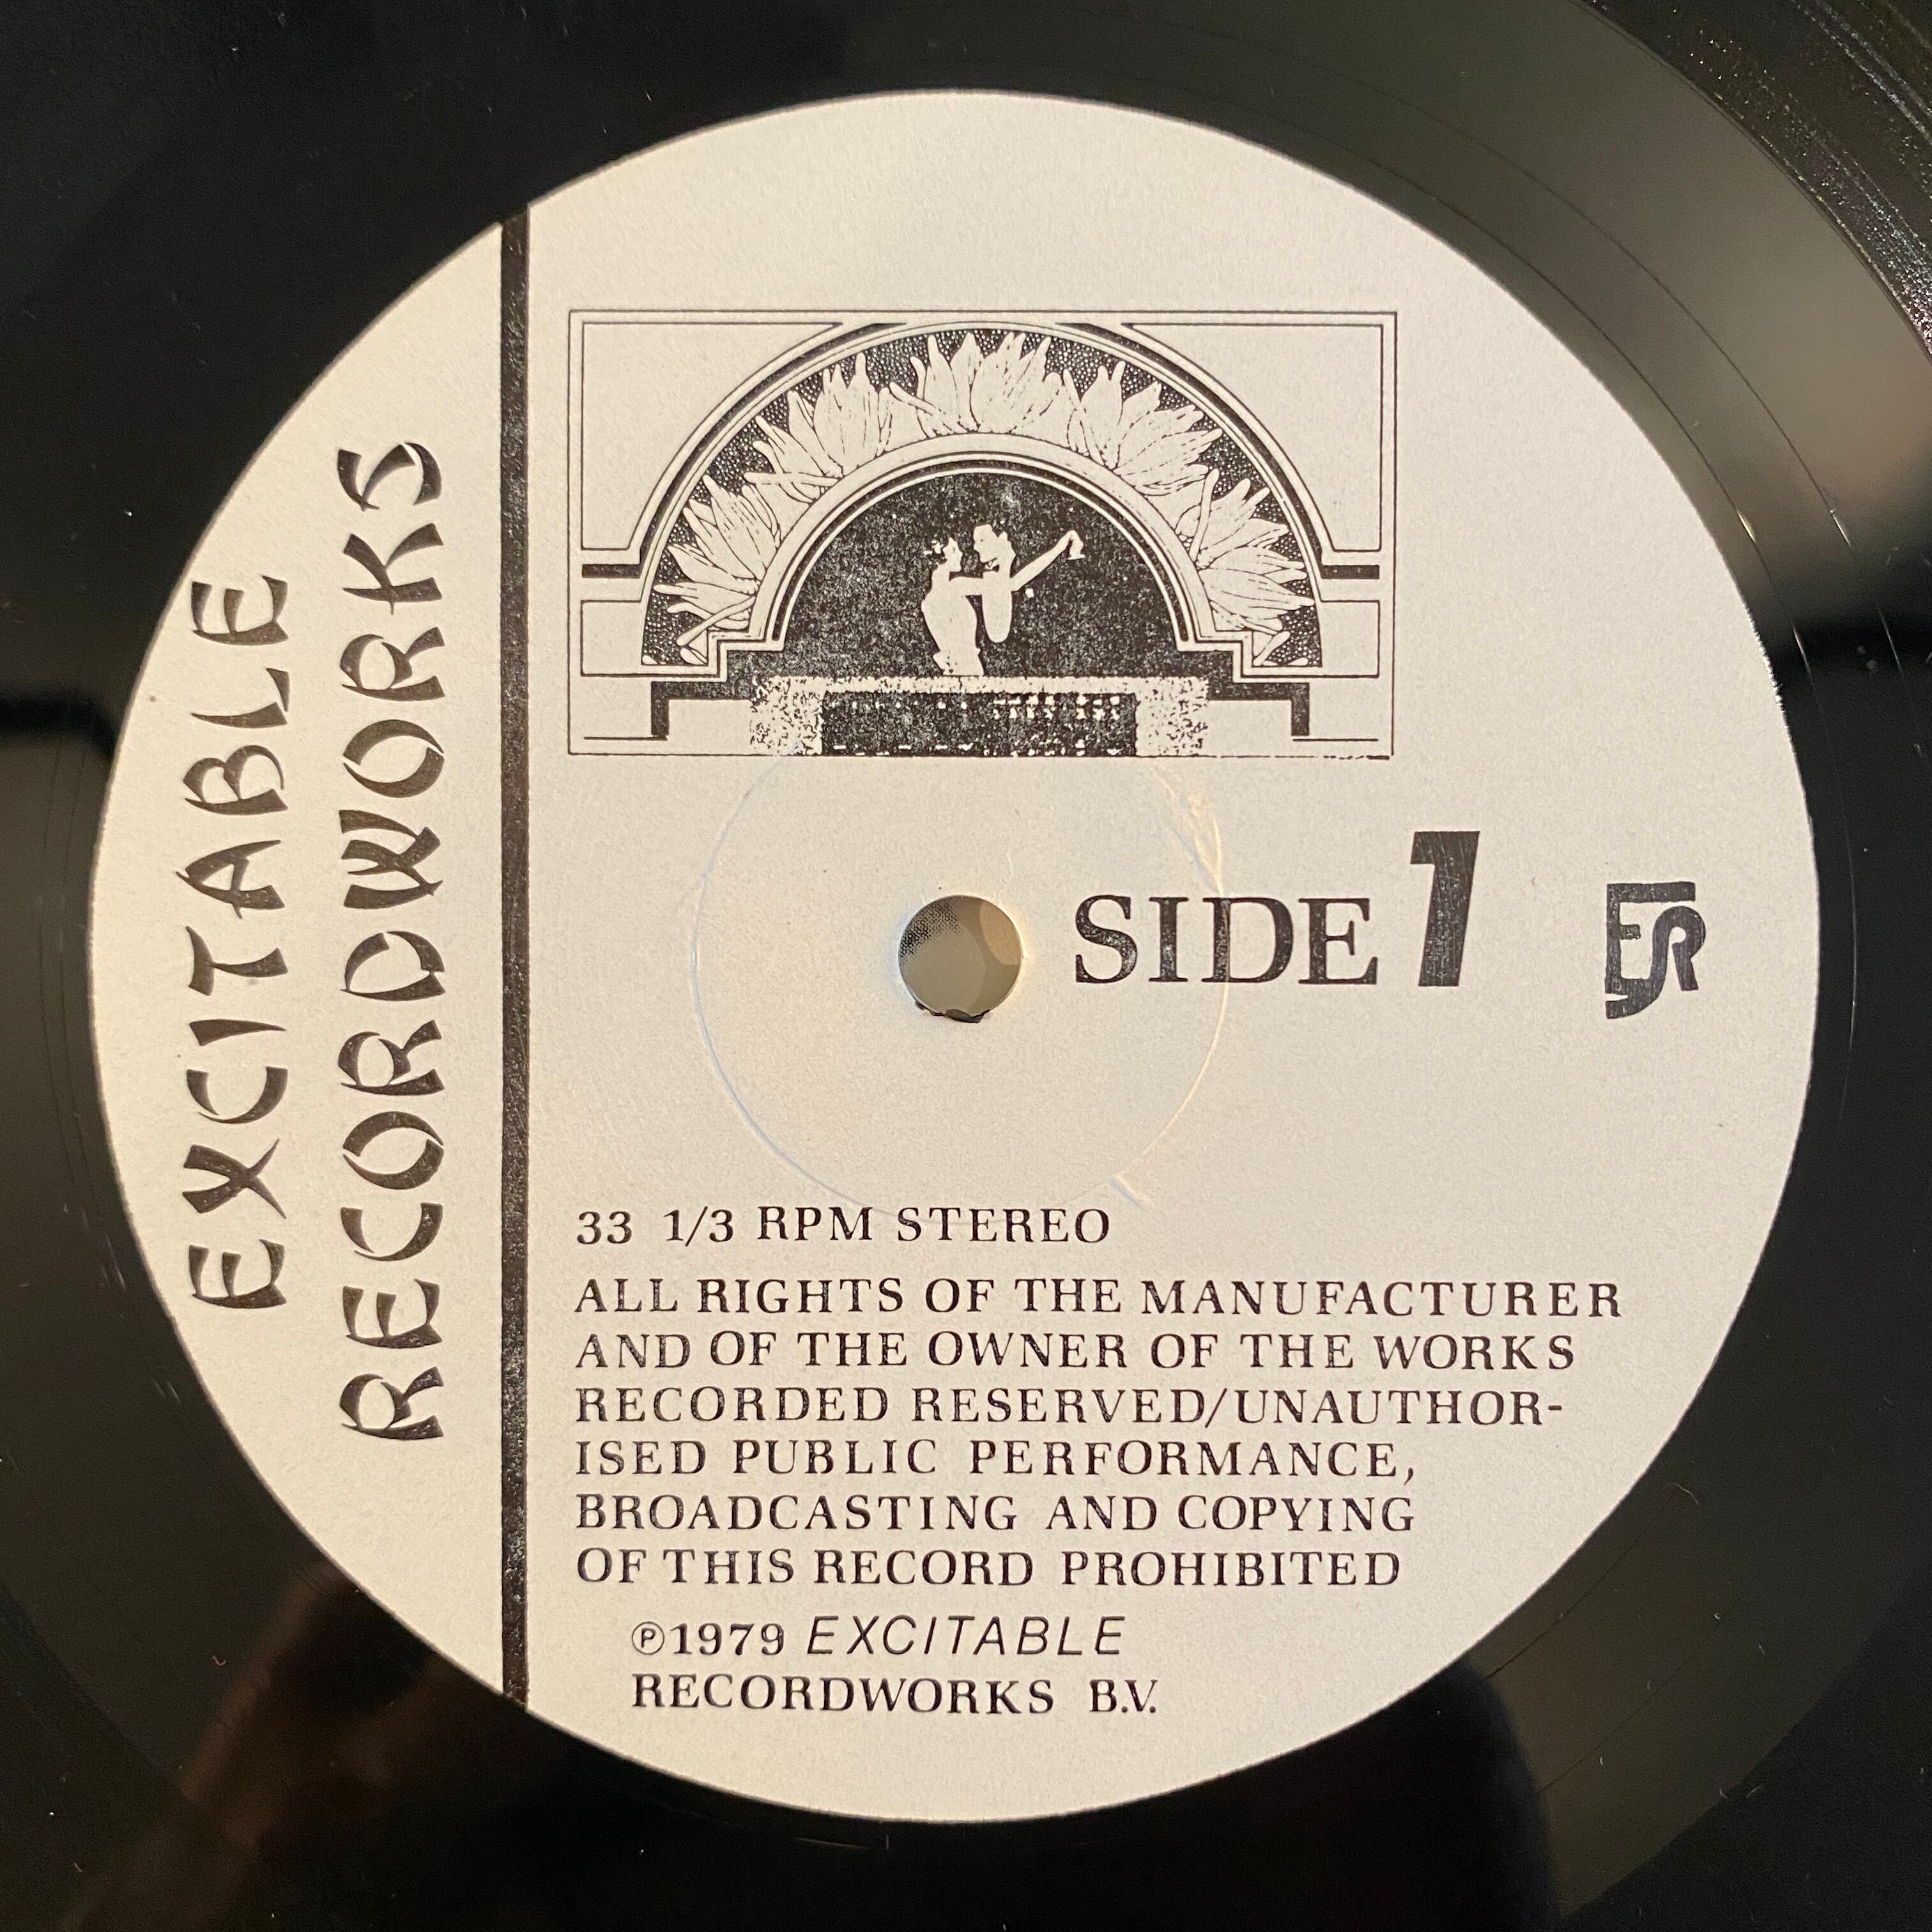 EXCITABLE
RECORDWORKS
SIDE 1
ER
33 1/3 RPM STEREO
ALL RIGHTS OF THE MANUFACTURER
AND OF THE OWNER OF THE WORKS
RECORDED RESERVED/UNAUTHOR-
ISED PUBLIC PERFORMANCE,
BROADCASTING AND COPYING
OF THIS RECORD PROHIBITED
℗1979 EXCITABLE
RECORDWORKS B.V.